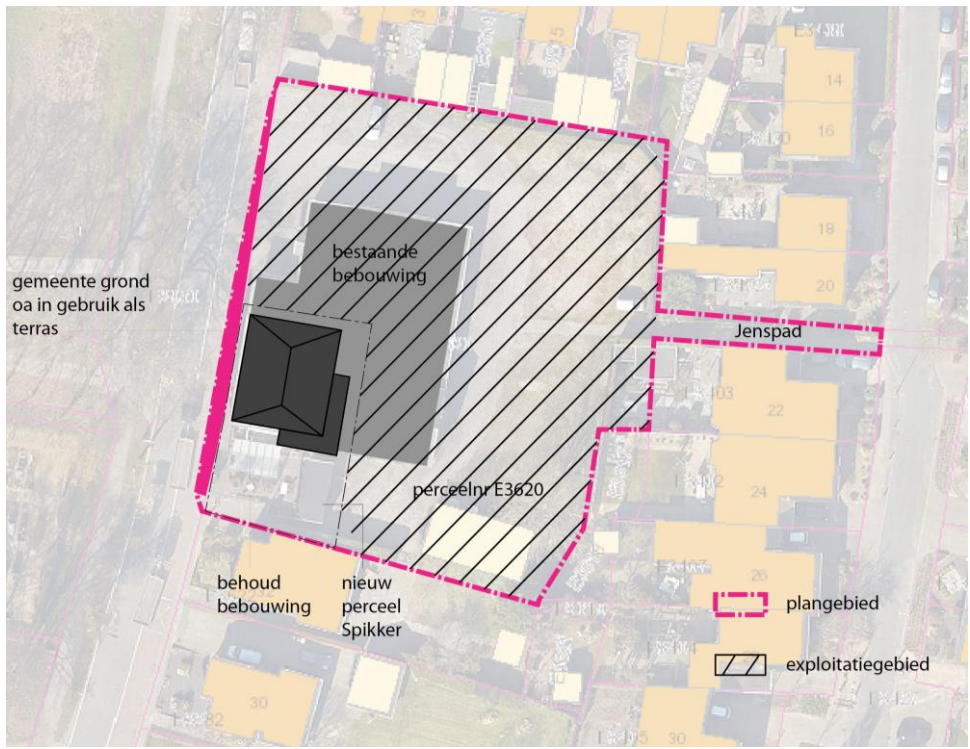 14
16
18
20
bestaande
bebouwing
gemeente grond
oa in gebruik als
terras
Jenspad
22
24
perceelnr E3620
26
behoud
bebouwing
nieuw
perceel
Spikker
plangebied
exploitatiegebied
30
30